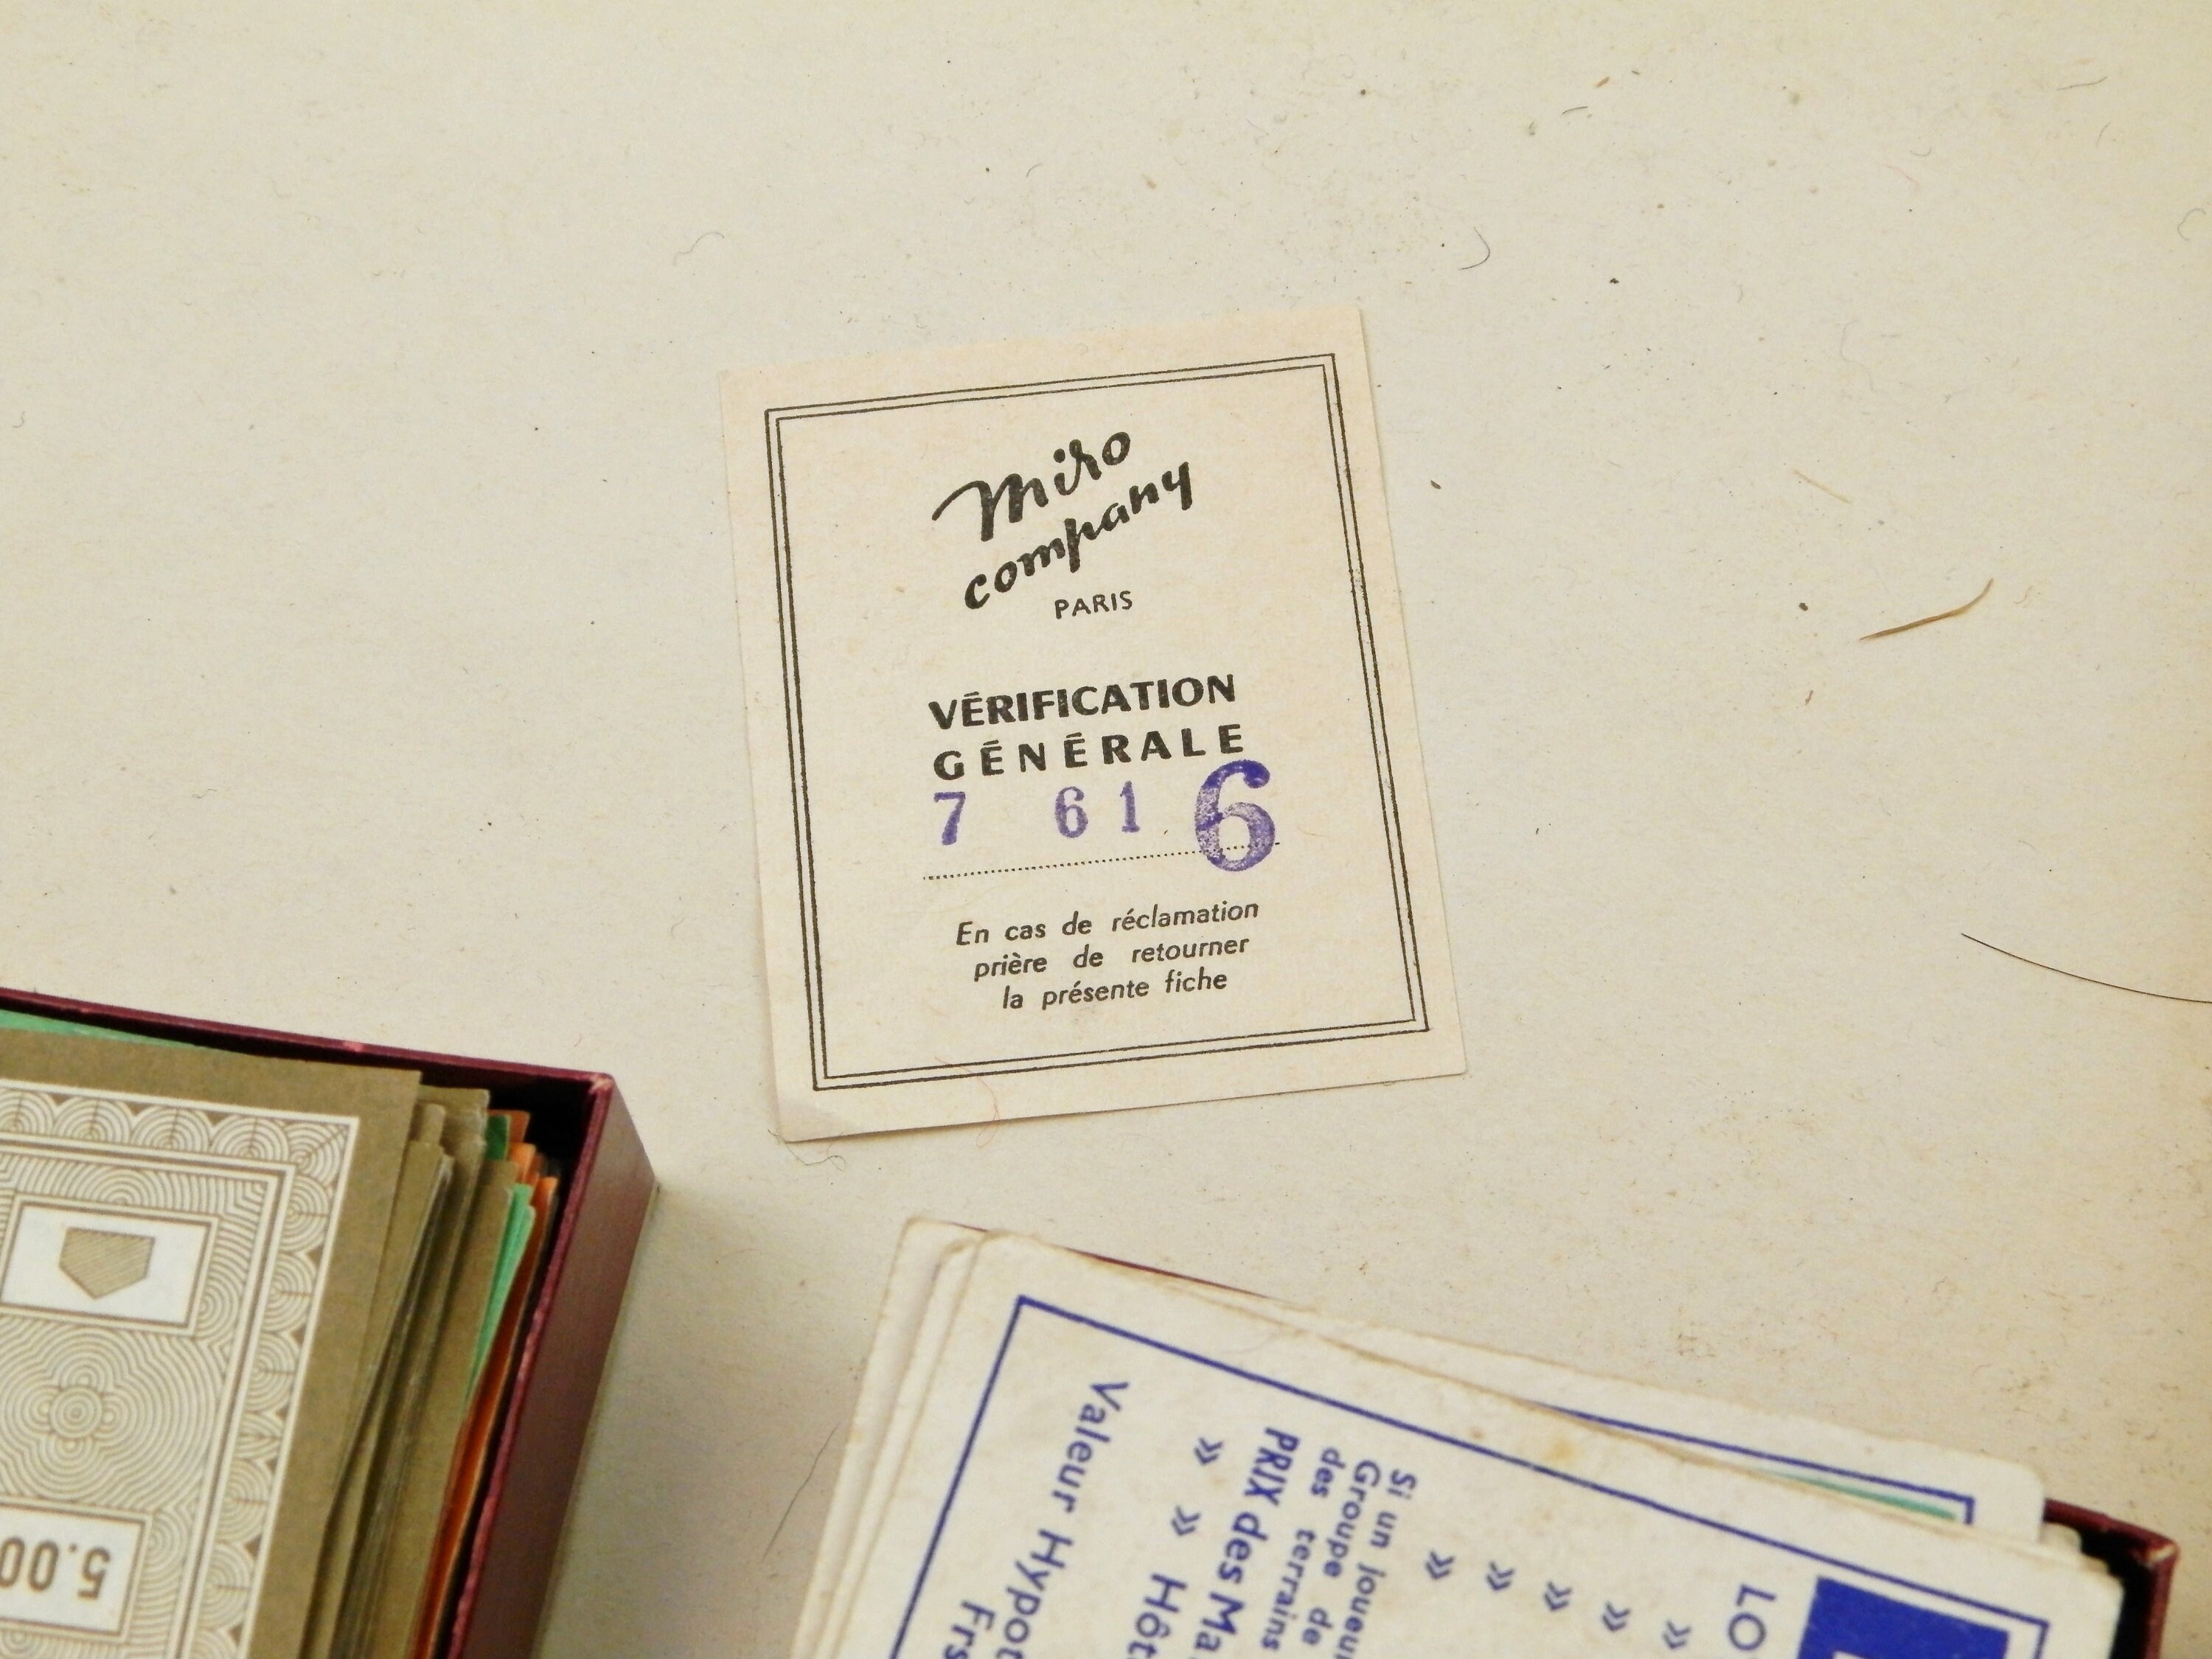 Miro
company
PARIS
VÉRIFICATION
GÉNÉRALE
7 61 6
En cas de réclamation
prière de retourner
la présente fiche
5.00
LO
»
»
»
»
»
Si un joueur
Groupe de
des terrains
PRIX des
»
» Hôt
Valeur Hypot
Frs